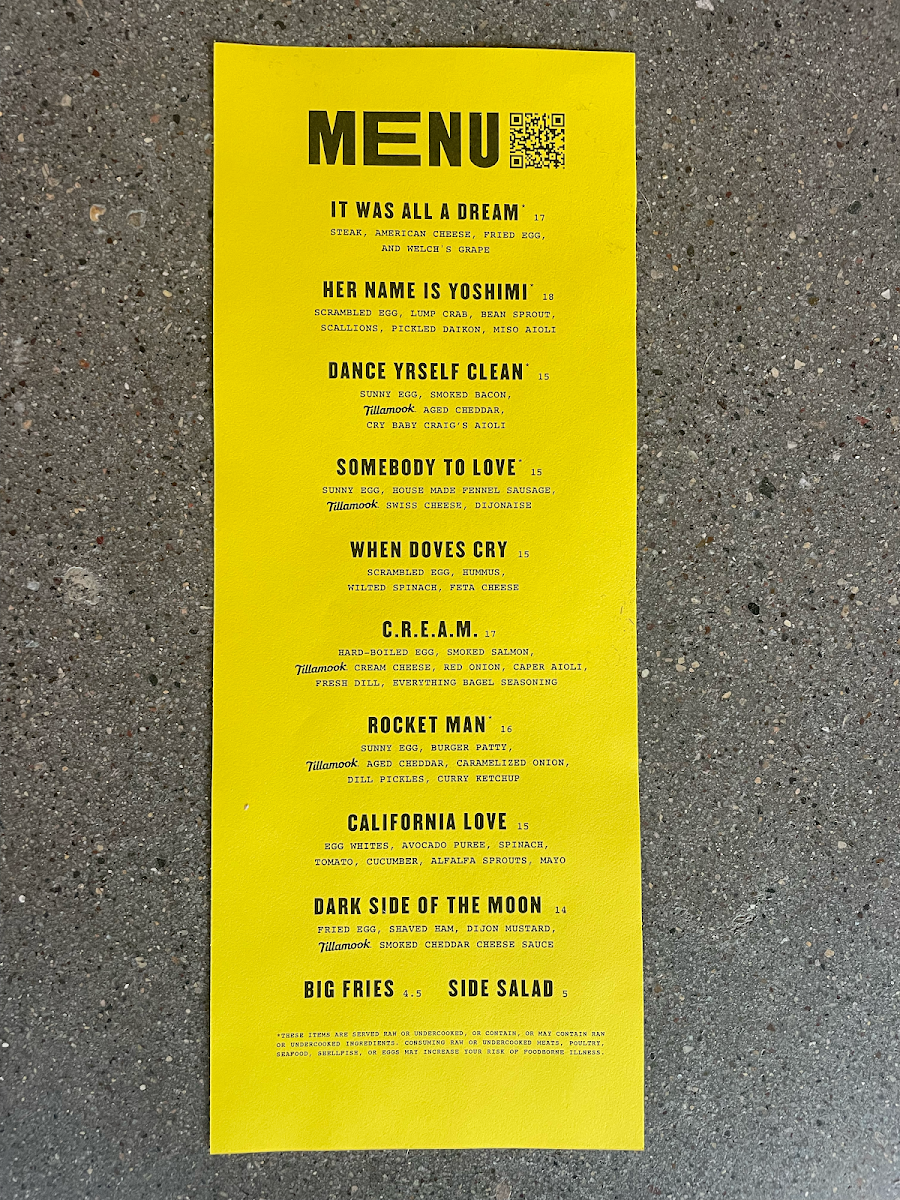 MENU
IT WAS ALL A DREAM* 17
STEAK, AMERICAN CHEESE, FRIED EGG,
AND WELCH'S GRAPE
HER NAME IS YOSHIMI* 18
SCRAMBLED EGG, LUMP CRAB, BEAN SPROUT,
SCALLIONS, PICKLED DAIKON, MISO AIOLI
DANCE YRSELF CLEAN* 15
SUNNY EGG, SMOKED BACON,
Tillamook AGED CHEDDAR,
CRY BABY CRAIG'S AIOLI
SOMEBODY TO LOVE* 15
SUNNY EGG, HOUSE MADE FENNEL SAUSAGE,
Tillamook SWISS CHEESE, DIJONAISE
WHEN DOVES CRY 15
SCRAMBLED EGG, HUMMUS,
WILTED SPINACH, FETA CHEESE
C.R.E.A.M. 17
HARD-BOILED EGG, SMOKED SALMON,
Tillamook CREAM CHEESE, RED ONION, CAPER AIOLI,
FRESH DILL, EVERYTHING BAGEL SEASONING
ROCKET MAN* 16
SUNNY EGG, BURGER PATTY,
Tillamook AGED CHEDDAR, CARAMELIZED ONION,
DILL PICKLES, CURRY KETCHUP
CALIFORNIA LOVE 15
EGG WHITES, AVOCADO PUREE, SPINACH,
TOMATO, CUCUMBER, ALFALFA SPROUTS, MAYO
DARK SIDE OF THE MOON 14
FRIED EGG, SHAVED HAM, DIJON MUSTARD,
Tillamook SMOKED CHEDDAR CHEESE SAUCE
BIG FRIES 4.5 SIDE SALAD 5
*THESE ITEMS ARE SERVED RAW OR UNDERCOOKED, OR CONTAIN, OR MAY CONTAIN RAW
OR UNDERCOOKED INGREDIENTS. CONSUMING RAW OR UNDERCOOKED MEATS, POULTRY,
SEAFOOD, SHELLFISH, OR EGGS MAY INCREASE YOUR RISK OF FOODBORNE ILLNESS.